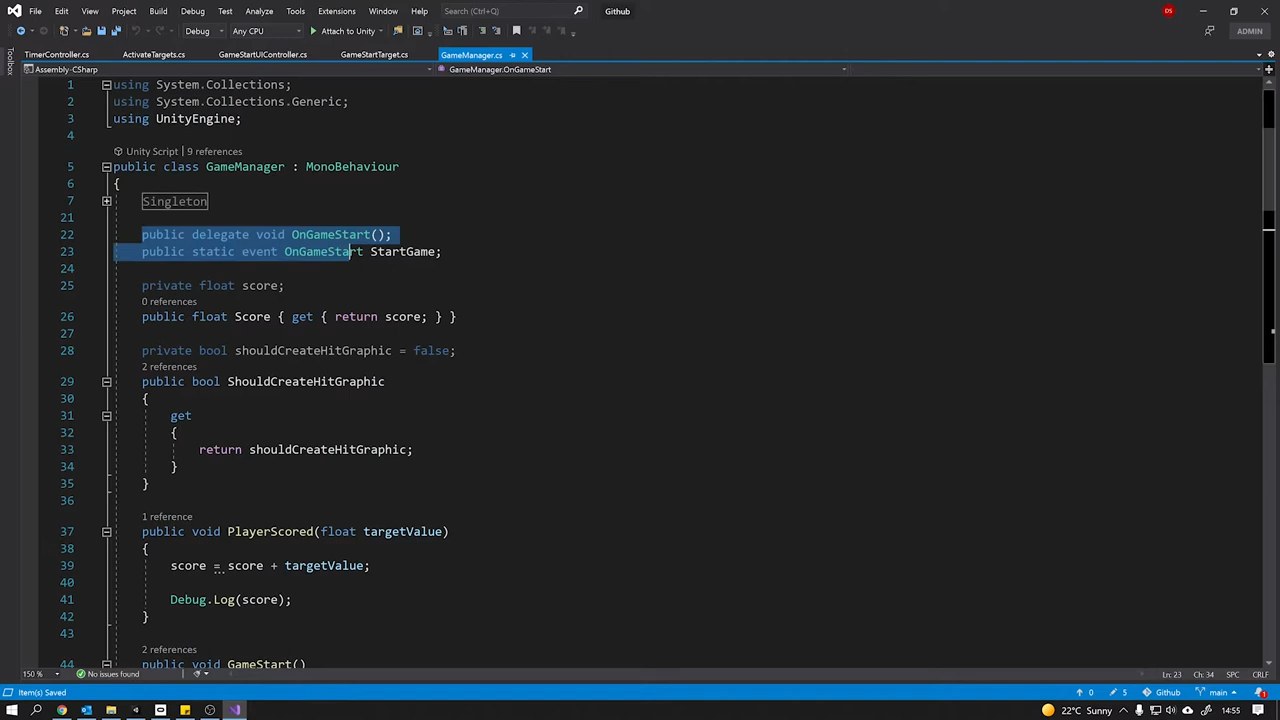 File Edit View Project Build Debug Test Analyze Tools Extensions Window Help Search (Ctrl+Q) Github DS
Debug Any CPU Attach to Unity ADMIN
Toolbox
TimerController.cs ActivateTargets.cs GameStartUIController.cs GameStartTarget.cs GameManager.cs
Assembly-CSharp GameManager.OnGameStart
1 using System.Collections;
2 using System.Collections.Generic;
3 using UnityEngine;
4
Unity Script | 9 references
5 public class GameManager : MonoBehaviour
6 {
7 Singleton
21
22 public delegate void OnGameStart();
23 public static event OnGameStart StartGame;
24
25 private float score;
0 references
26 public float Score { get { return score; } }
27
28 private bool shouldCreateHitGraphic = false;
2 references
29 public bool ShouldCreateHitGraphic
30 {
31 get
32 {
33 return shouldCreateHitGraphic;
34 }
35 }
36
1 reference
37 public void PlayerScored(float targetValue)
38 {
39 score = score + targetValue;
40
41 Debug.Log(score);
42 }
43
2 references
44 public void GameStart()
150 % No issues found Ln: 23 Ch: 34 SPC CRLF
Item(s) Saved 0 5 Github main
22°C Sunny 14:55